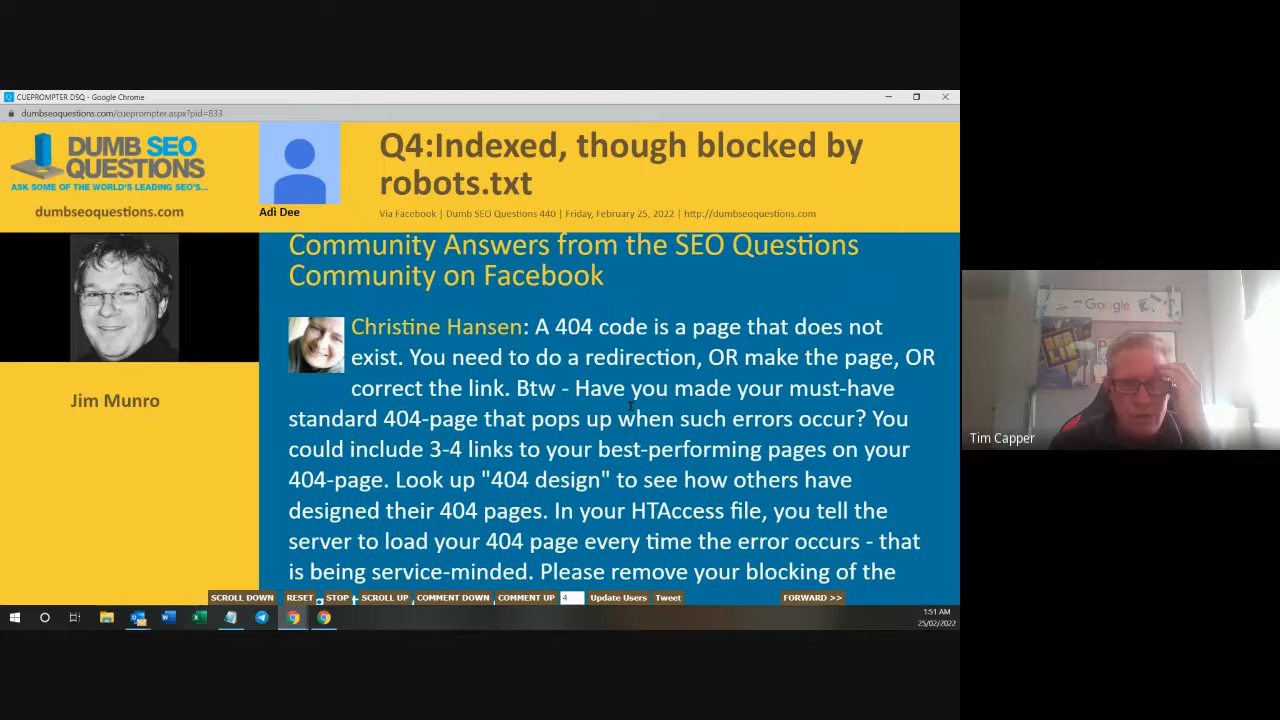 CUEPROMPTER DSQ - Google Chrome
dumbseoquestions.com/cueprompter.aspx?pid=833
DUMB SEO
QUESTIONS
ASK SOME OF THE WORLD'S LEADING SEO'S...
dumbseoquestions.com
Adi Dee
Q4:Indexed, though blocked by
robots.txt
Via Facebook | Dumb SEO Questions 440 | Friday, February 25, 2022 | http://dumbseoquestions.com
Jim Munro
Community Answers from the SEO Questions
Community on Facebook
Christine Hansen: A 404 code is a page that does not
exist. You need to do a redirection, OR make the page, OR
correct the link. Btw - Have you made your must-have
standard 404-page that pops up when such errors occur? You
could include 3-4 links to your best-performing pages on your
404-page. Look up "404 design" to see how others have
designed their 404 pages. In your HTAccess file, you tell the
server to load your 404 page every time the error occurs - that
is being service-minded. Please remove your blocking of the
SCROLL DOWN RESET STOP SCROLL UP COMMENT DOWN COMMENT UP 4 Update Users Tweet FORWARD >>
1:51 AM
25/02/2022
Google
Tim Capper